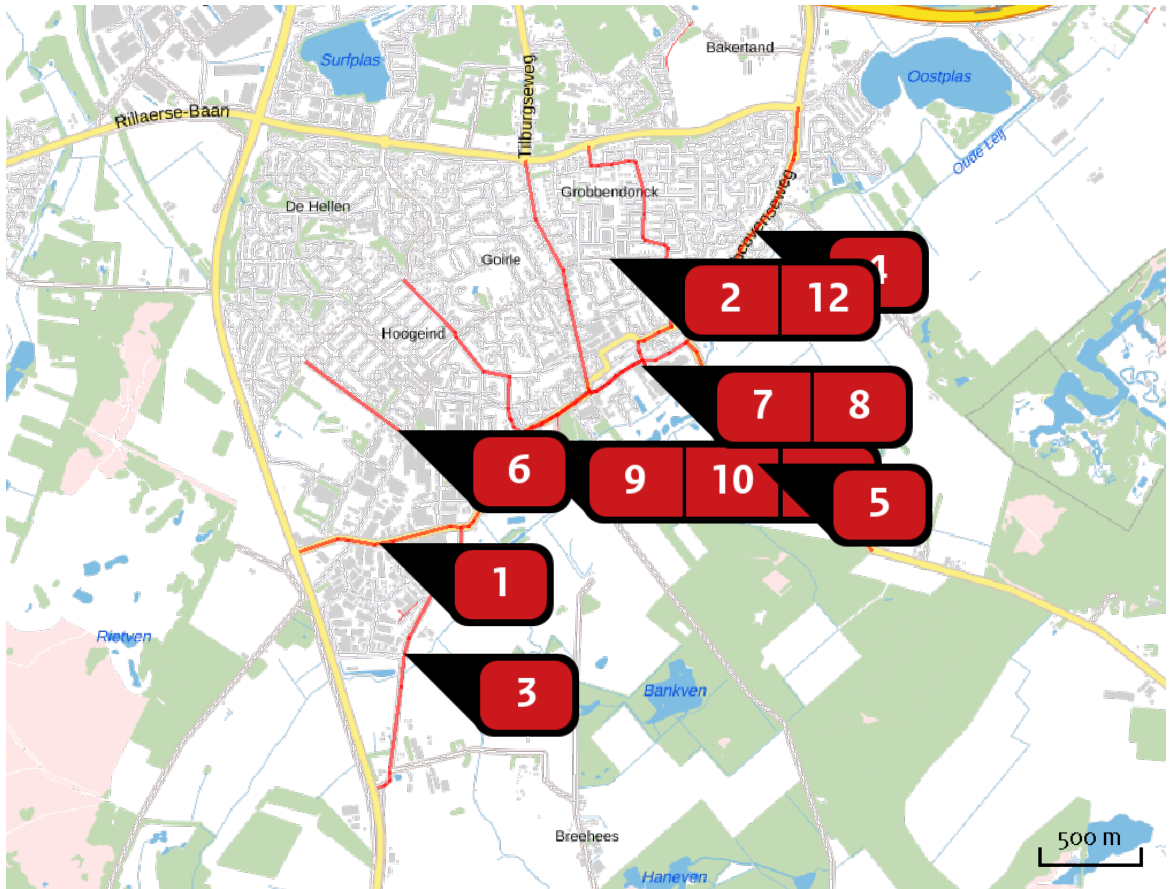 Bakertand
Surfplas
Oostplas
Tilburgseweg
Rillaerse-Baan
Oude Leij
Grobbendonck
De Hellen
Goirle
4
2 12
Hoogeind
7 8
6
9 10
5
1
Rietven
3
Bankven
Breehees
500 m
Haneven